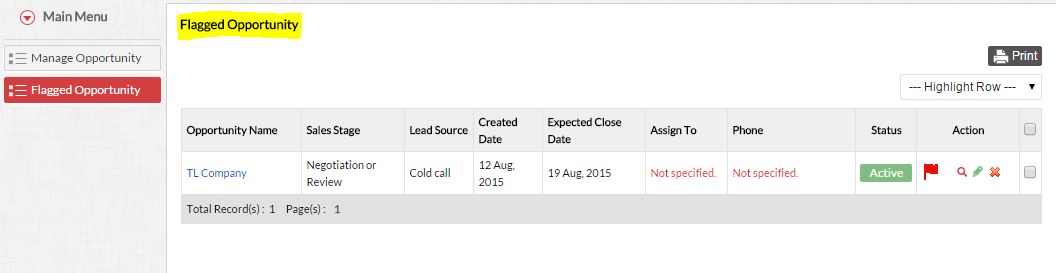 Main Menu
Manage Opportunity
Flagged Opportunity
Flagged Opportunity
Print
--- Highlight Row ---
Opportunity Name Sales Stage Lead Source Created Date Expected Close Date Assign To Phone Status Action
TL Company Negotiation or Review Cold call 12 Aug, 2015 19 Aug, 2015 Not specified. Not specified. Active
Total Record(s) : 1 Page(s) : 1